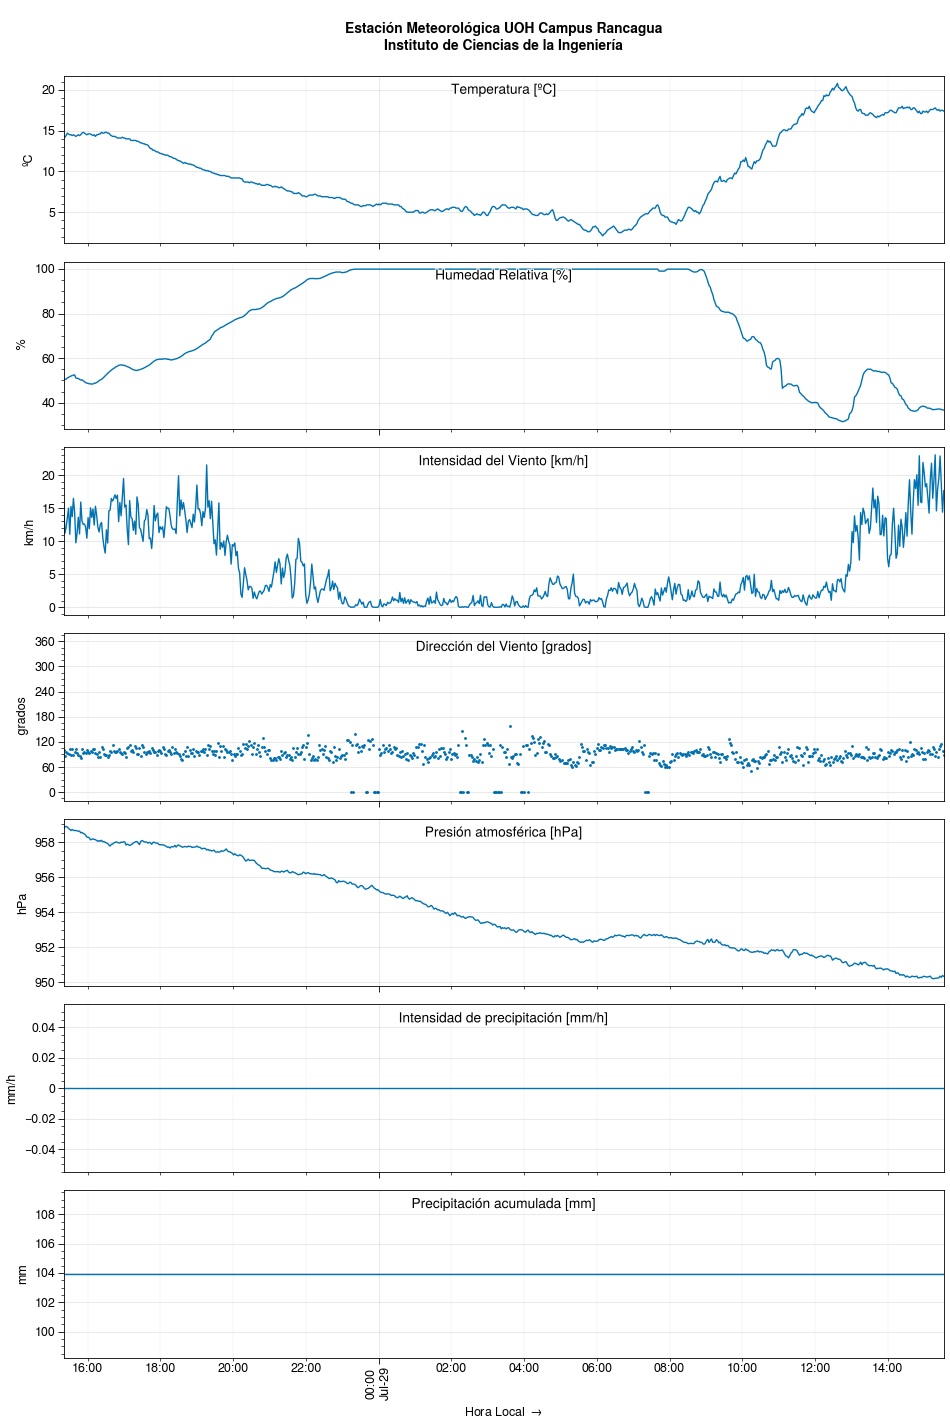 Estación Meteorológica UOH Campus Rancagua
Instituto de Ciencias de la Ingeniería
Temperatura [ºC]
ºC
20
15
10
5
Humedad Relativa [%]
%
100
80
60
40
Intensidad del Viento [km/h]
km/h
20
15
10
5
0
Dirección del Viento [grados]
grados
360
300
240
180
120
60
0
Presión atmosférica [hPa]
hPa
958
956
954
952
950
Intensidad de precipitación [mm/h]
mm/h
0.04
0.02
0
−0.02
−0.04
Precipitación acumulada [mm]
mm
108
106
104
102
100
16:00 18:00 20:00 22:00 00:00 02:00 04:00 06:00 08:00 10:00 12:00 14:00
Jul-29
Hora Local →